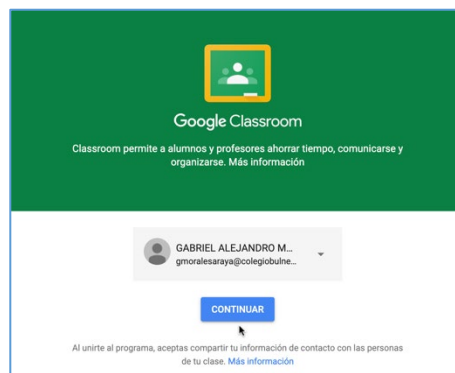 Google Classroom
Classroom permite a alumnos y profesores ahorrar tiempo, comunicarse y
organizarse. Más información
GABRIEL ALEJANDRO M...
gmoralesaraya@colegiobulne...
CONTINUAR
Al unirte al programa, aceptas compartir tu información de contacto con las personas
de tu clase. Más información